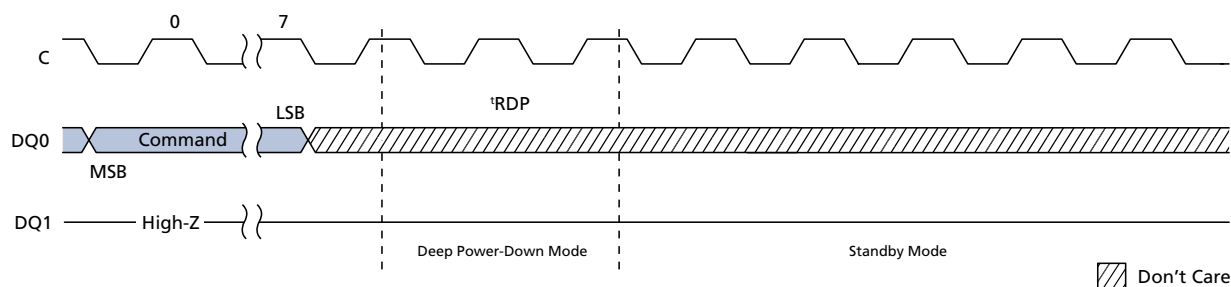 0 7
C
tRDP
LSB
DQ0 Command
MSB
DQ1 High-Z
Deep Power-Down Mode Standby Mode
Don't Care